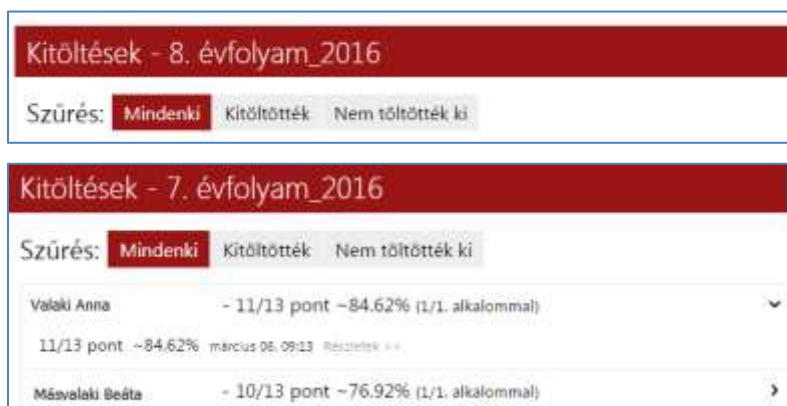 Kitöltések - 8. évfolyam_2016
Szűrés: Mindenki Kitöltötték Nem töltötték ki
Kitöltések - 7. évfolyam_2016
Szűrés: Mindenki Kitöltötték Nem töltötték ki
Valaki Anna - 11/13 pont ~84.62% (1/1. alkalommal)
11/13 pont ~84.62% március 06. 09:13 Részletek >>
Másvalaki Beáta - 10/13 pont ~76.92% (1/1. alkalommal)